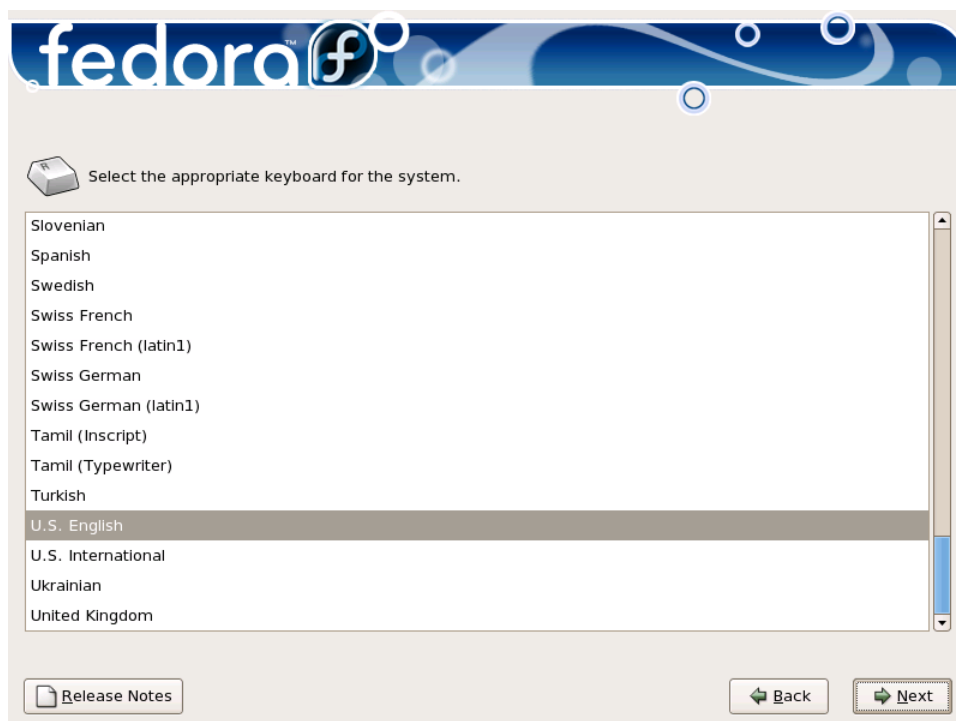 fedora™ f
R
Select the appropriate keyboard for the system.
Slovenian
Spanish
Swedish
Swiss French
Swiss French (latin1)
Swiss German
Swiss German (latin1)
Tamil (Inscript)
Tamil (Typewriter)
Turkish
U.S. English
U.S. International
Ukrainian
United Kingdom
Release Notes
Back
Next